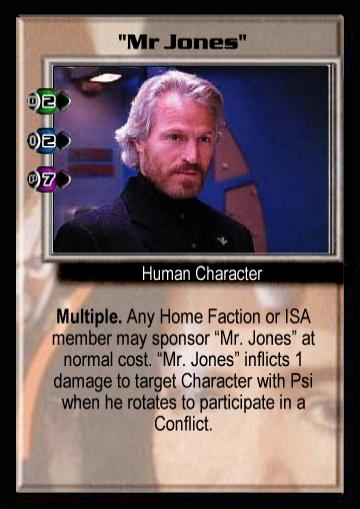 "Mr Jones"
D 2
D 2
P 7
Human Character
Multiple. Any Home Faction or ISA
member may sponsor “Mr. Jones” at
normal cost. “Mr. Jones” inflicts 1
damage to target Character with Psi
when he rotates to participate in a
Conflict.